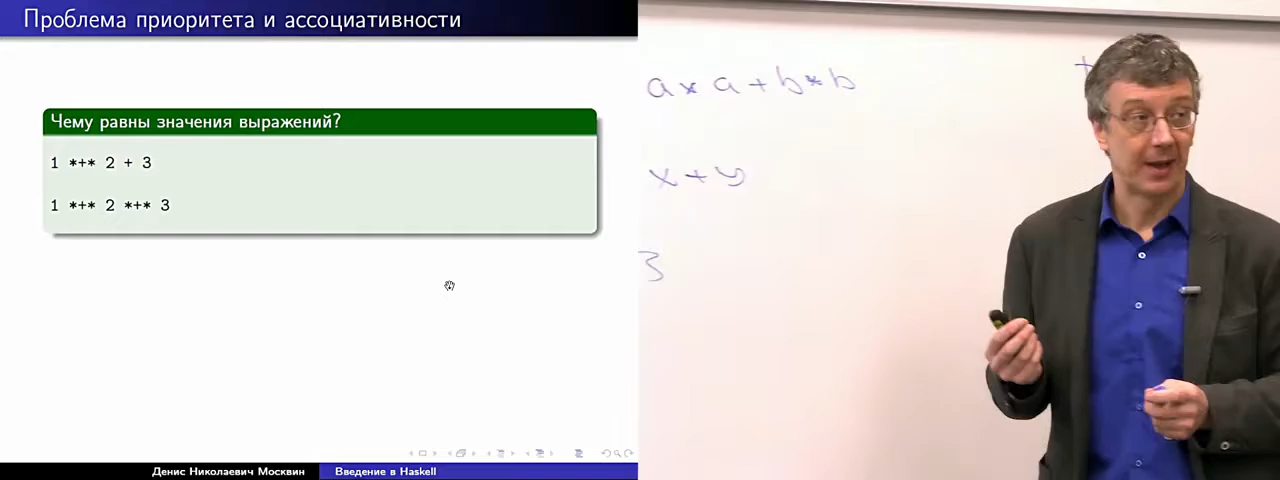 Проблема приоритета и ассоциативности
Чему равны значения выражений?
1 *+* 2 + 3
1 *+* 2 *+* 3
Денис Николаевич Москвин
Введение в Haskell
a * a + b * b
x + y
3